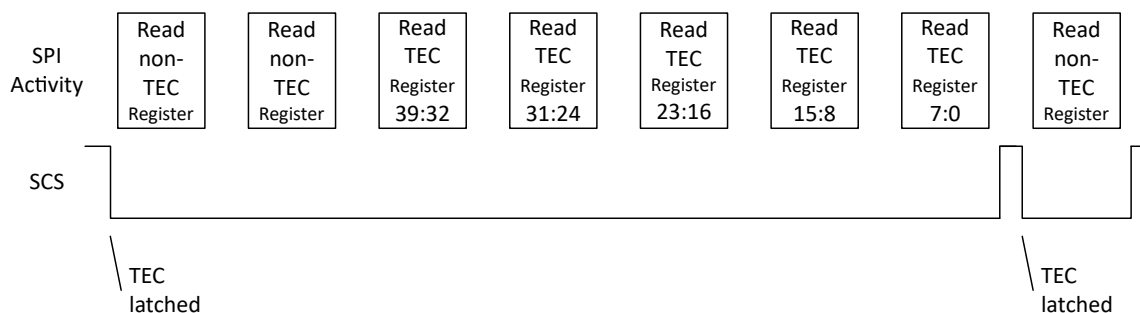 SPI
Activity
Read
non-
TEC
Register
Read
non-
TEC
Register
Read
TEC
Register
39:32
Read
TEC
Register
31:24
Read
TEC
Register
23:16
Read
TEC
Register
15:8
Read
TEC
Register
7:0
Read
non-
TEC
Register
SCS
TEC
latched
TEC
latched